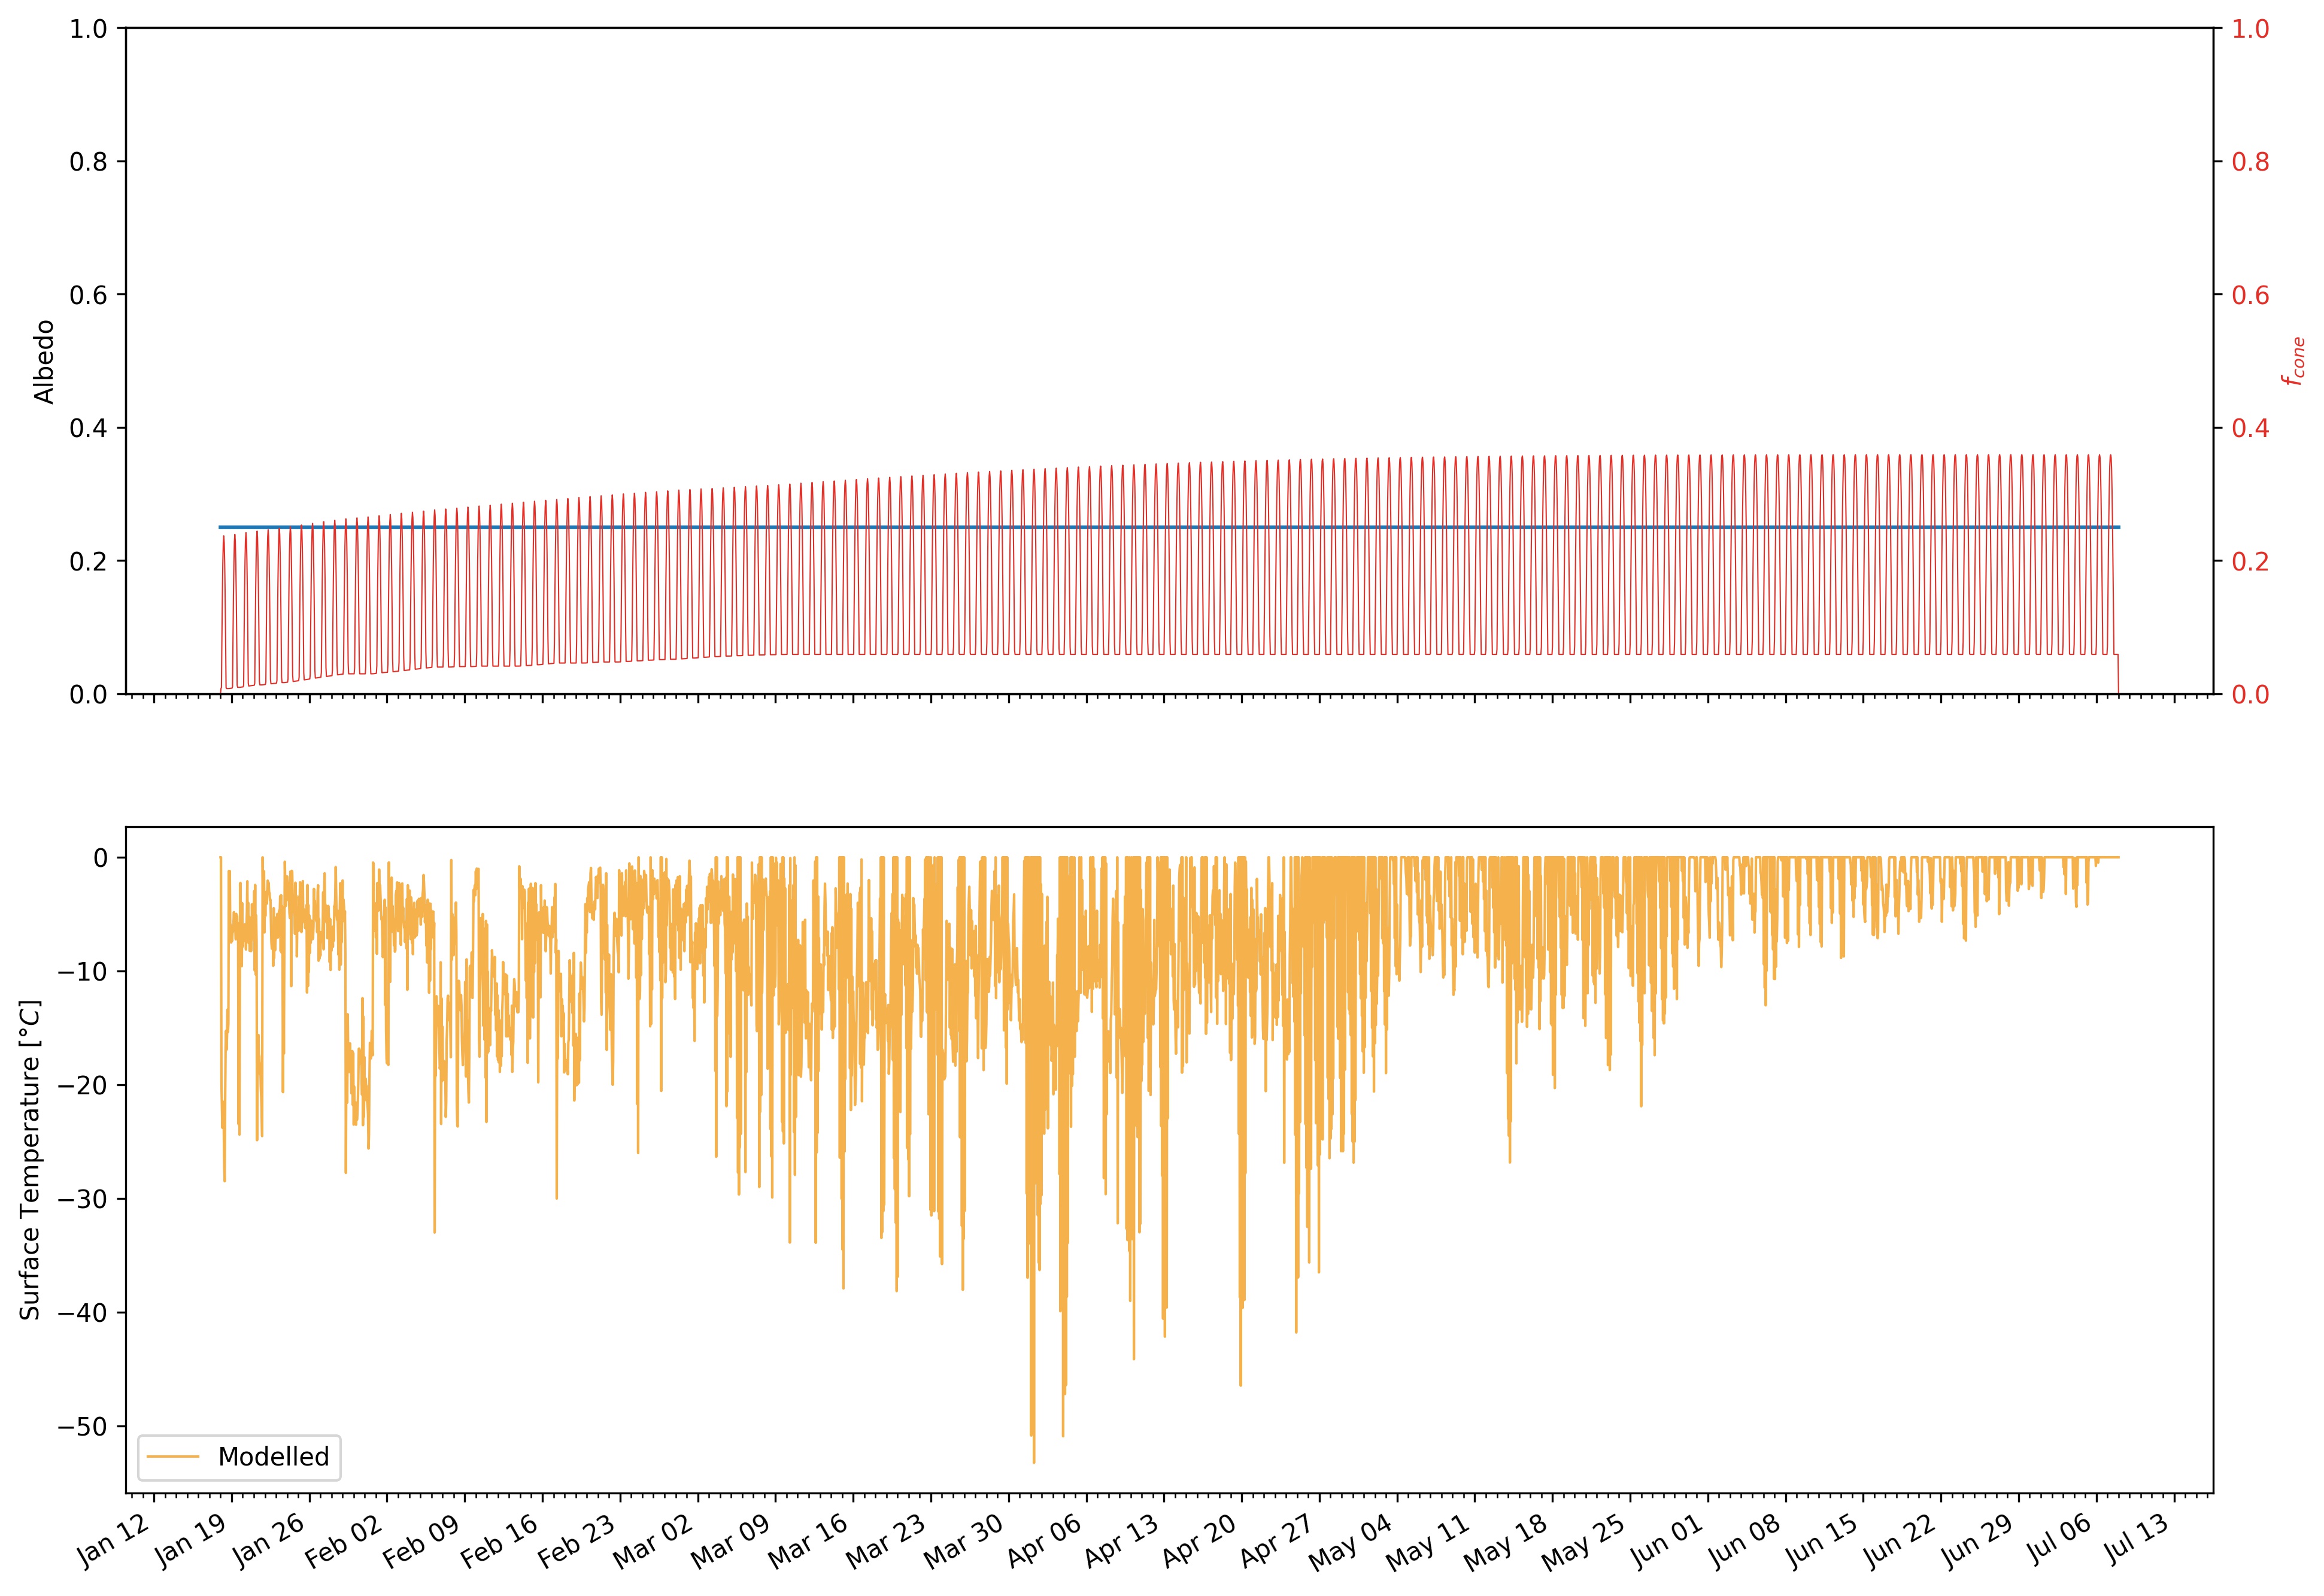 1.0
0.8
0.6
0.4
0.2
0.0
Albedo
1.0
0.8
0.6
0.4
0.2
0.0
f_cone
0
−10
−20
−30
−40
−50
Surface Temperature [°C]
Modelled
Jan 12
Jan 19
Jan 26
Feb 02
Feb 09
Feb 16
Feb 23
Mar 02
Mar 09
Mar 16
Mar 23
Mar 30
Apr 06
Apr 13
Apr 20
Apr 27
May 04
May 11
May 18
May 25
Jun 01
Jun 08
Jun 15
Jun 22
Jun 29
Jul 06
Jul 13